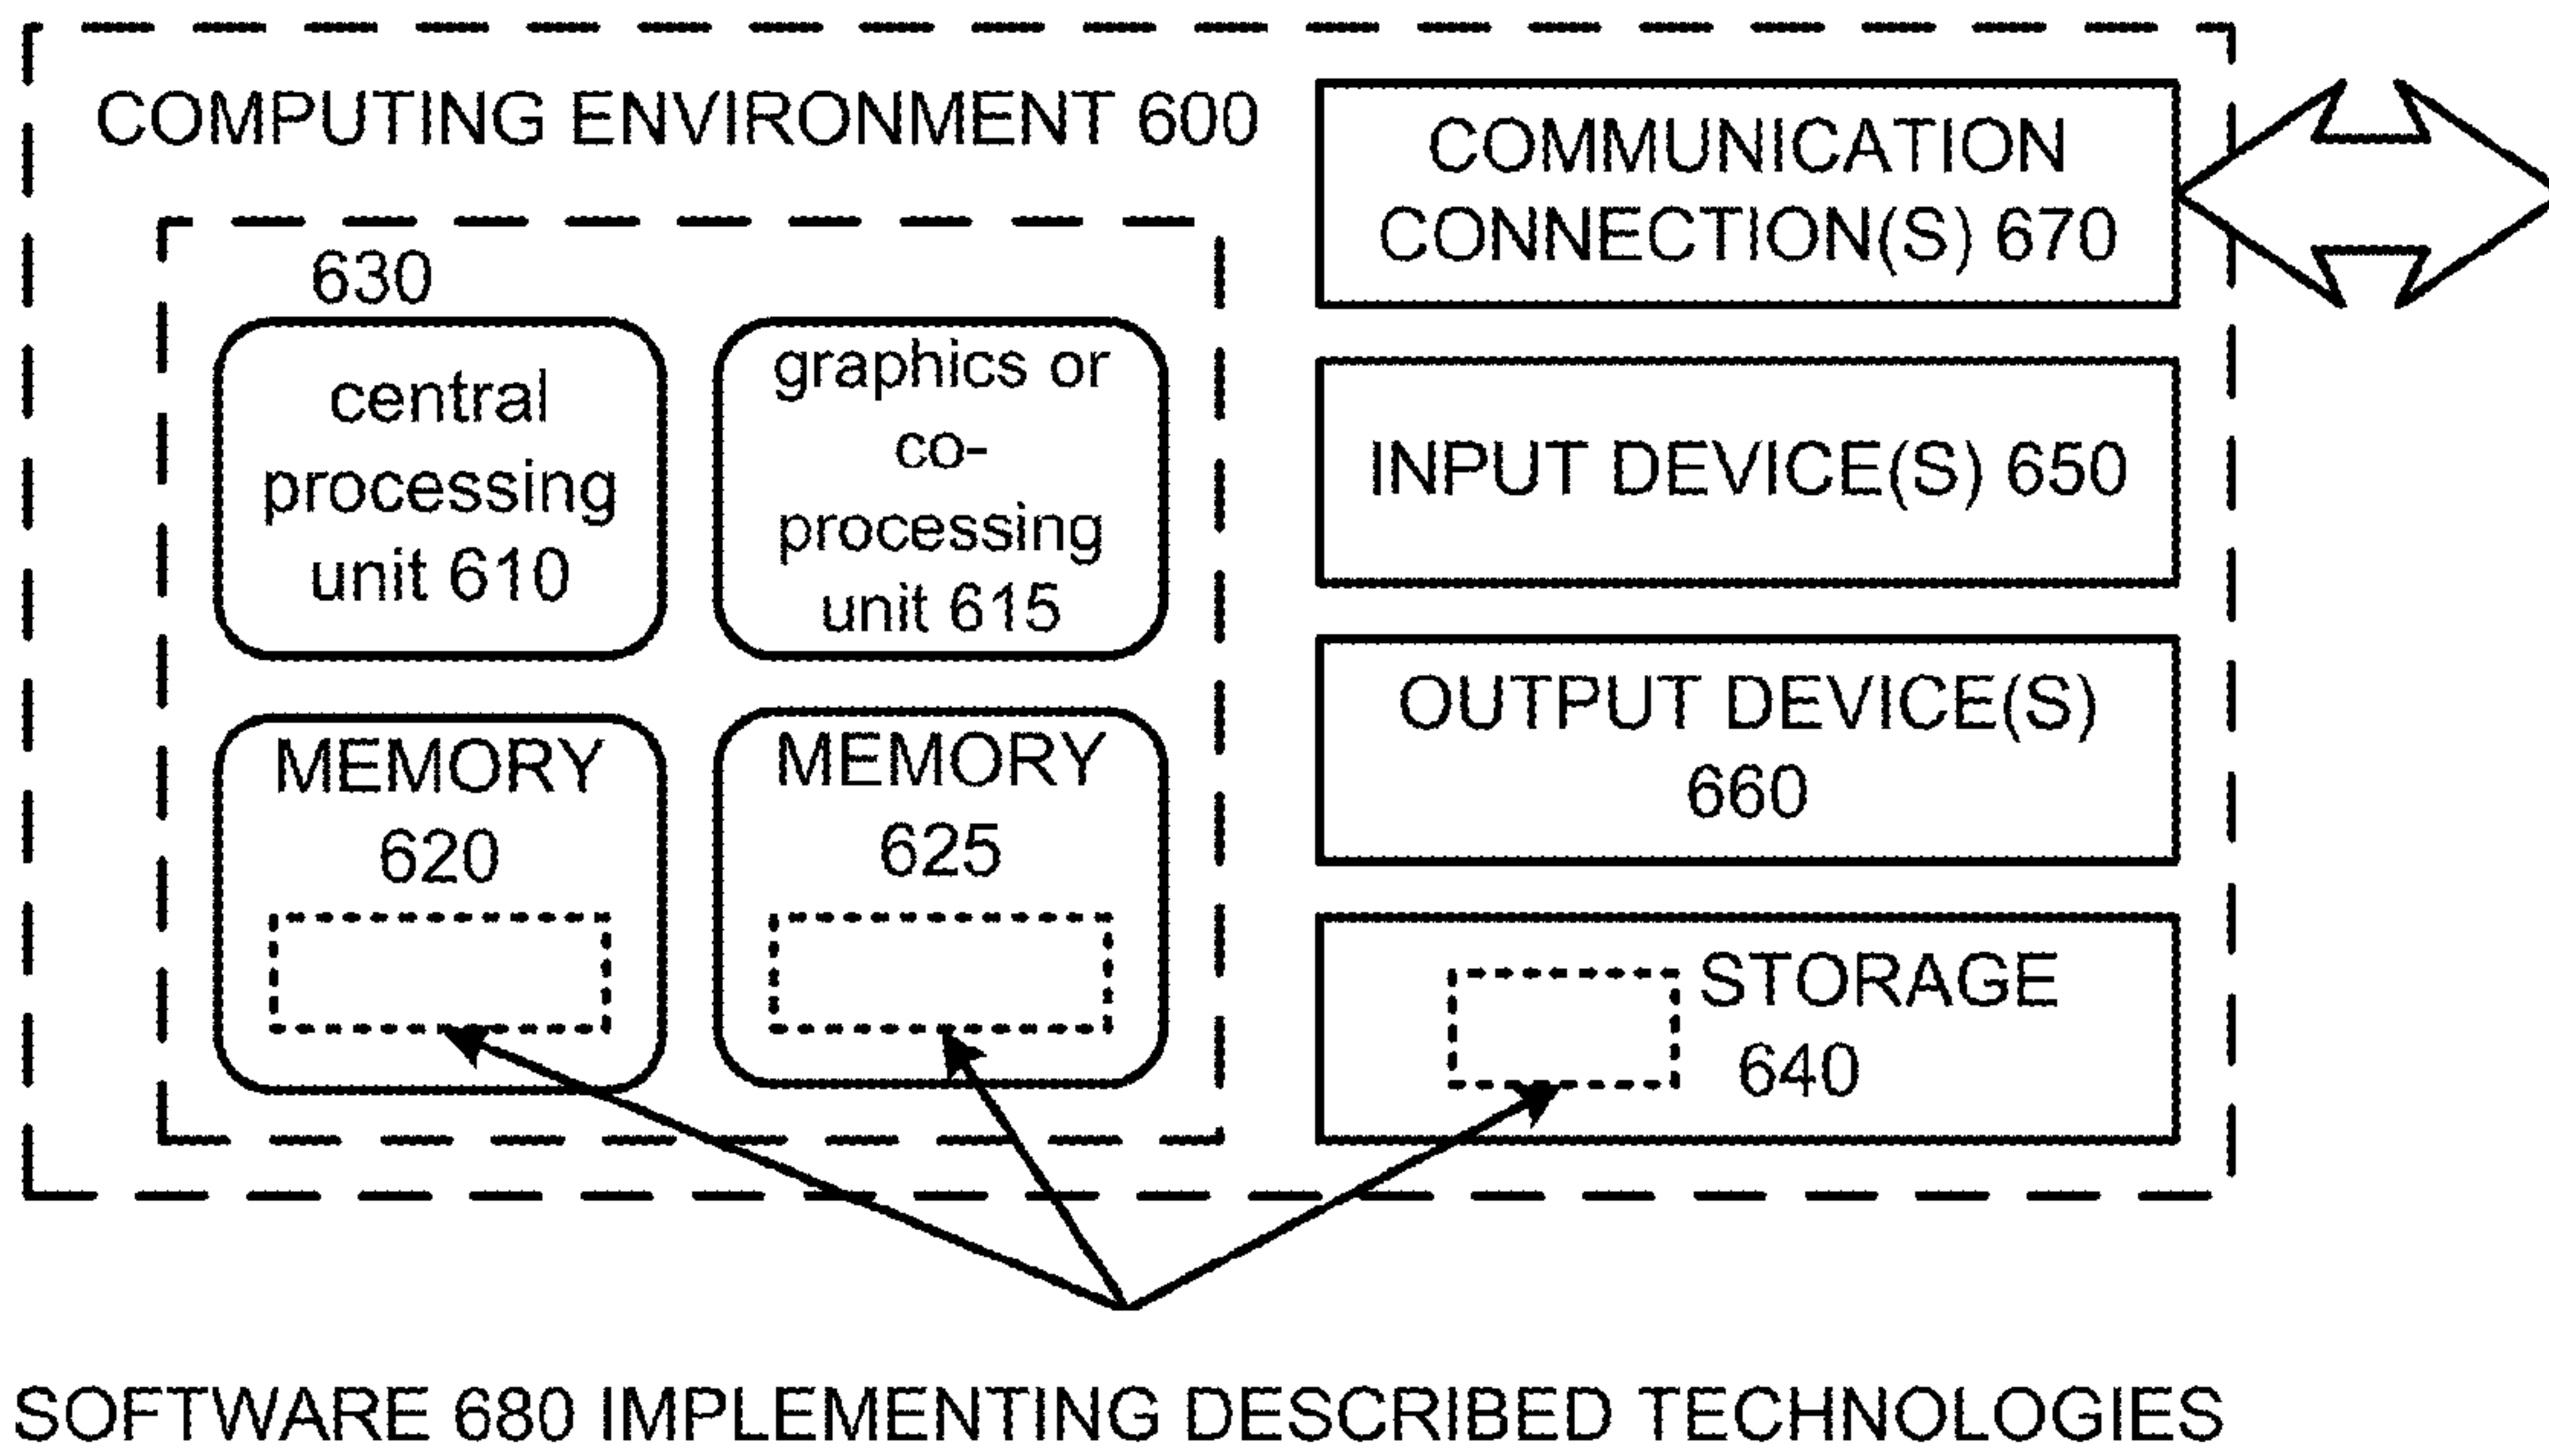 COMPUTING ENVIRONMENT 600
630
central
processing
unit 610
graphics or
co-
processing
unit 615
MEMORY
620
MEMORY
625
COMMUNICATION
CONNECTION(S) 670
INPUT DEVICE(S) 650
OUTPUT DEVICE(S)
660
STORAGE
640
SOFTWARE 680 IMPLEMENTING DESCRIBED TECHNOLOGIES